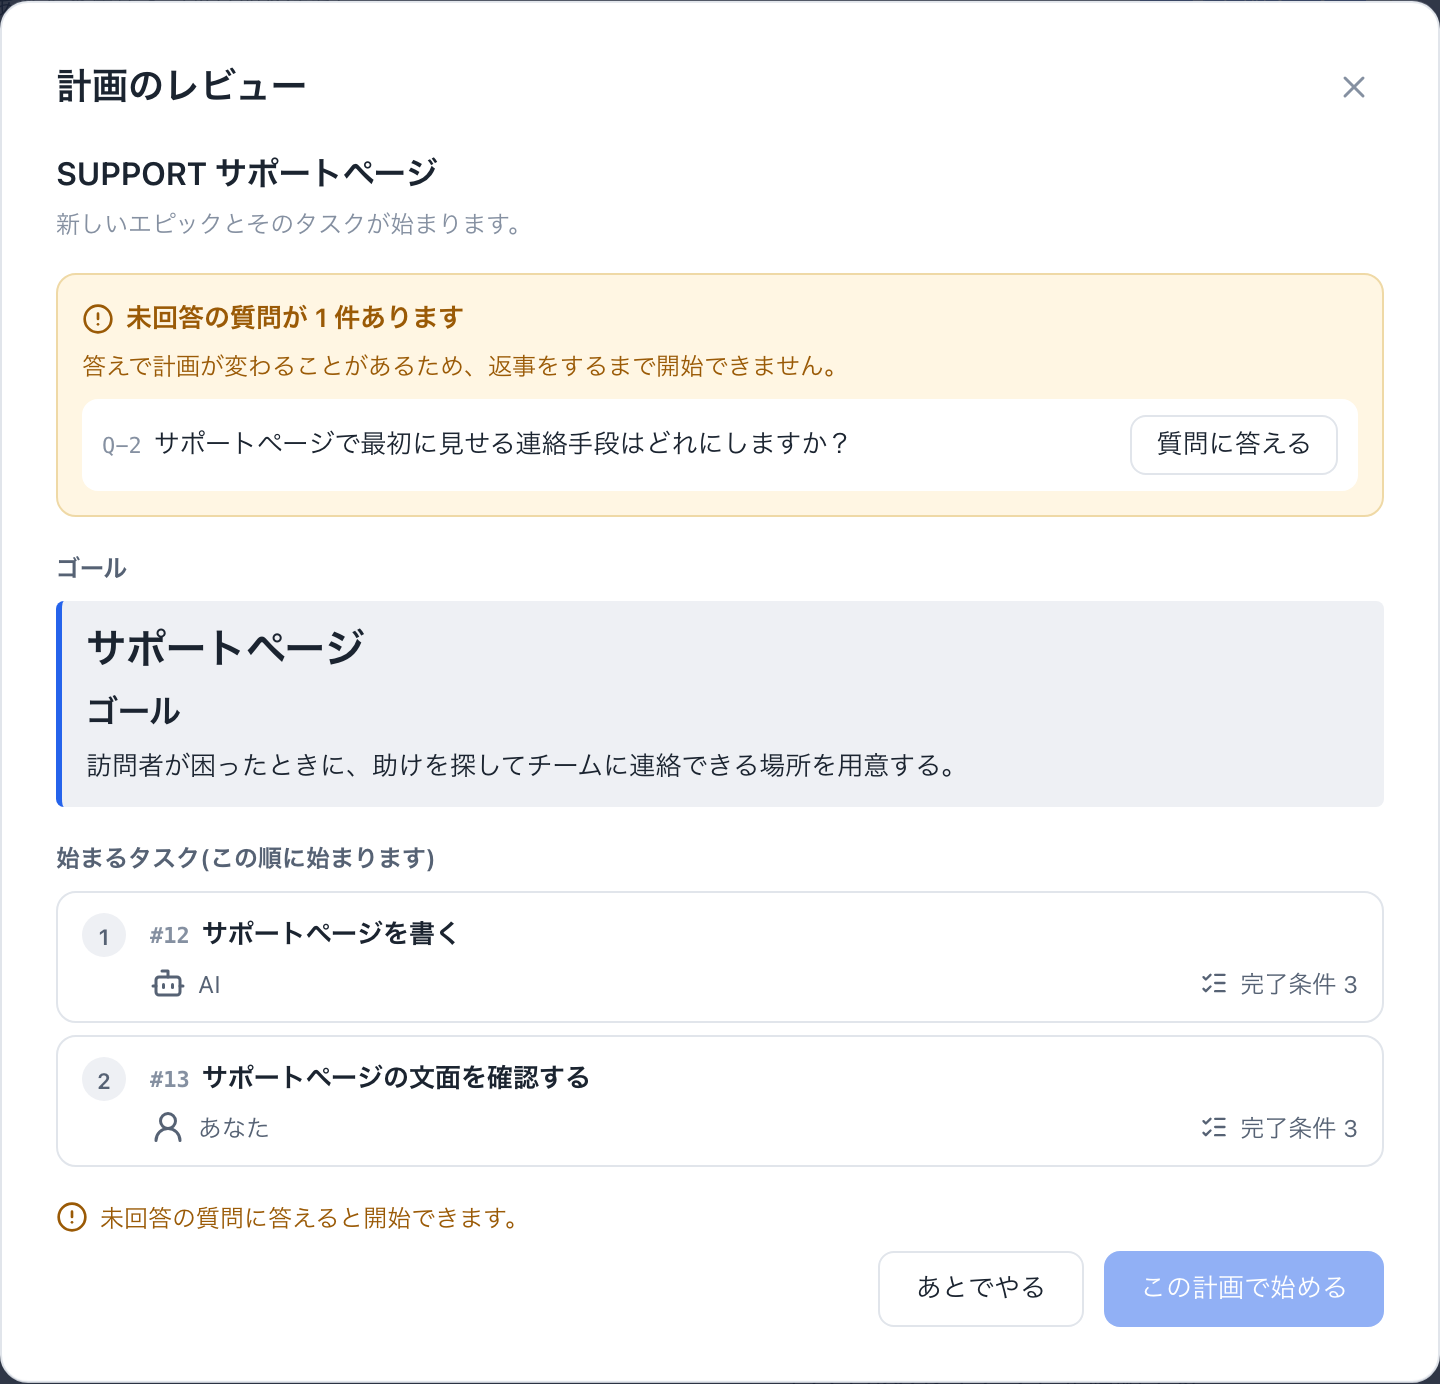 計画のレビュー
SUPPORT サポートページ
新しいエピックとそのタスクが始まります。
未回答の質問が 1 件あります
答えで計画が変わることがあるため、返事をするまで開始できません。
Q-2 サポートページで最初に見せる連絡手段はどれにしますか？ 質問に答える
ゴール
サポートページ
ゴール
訪問者が困ったときに、助けを探してチームに連絡できる場所を用意する。
始まるタスク(この順に始まります)
1 #12 サポートページを書く
AI 完了条件 3
2 #13 サポートページの文面を確認する
あなた 完了条件 3
未回答の質問に答えると開始できます。
あとでやる この計画で始める